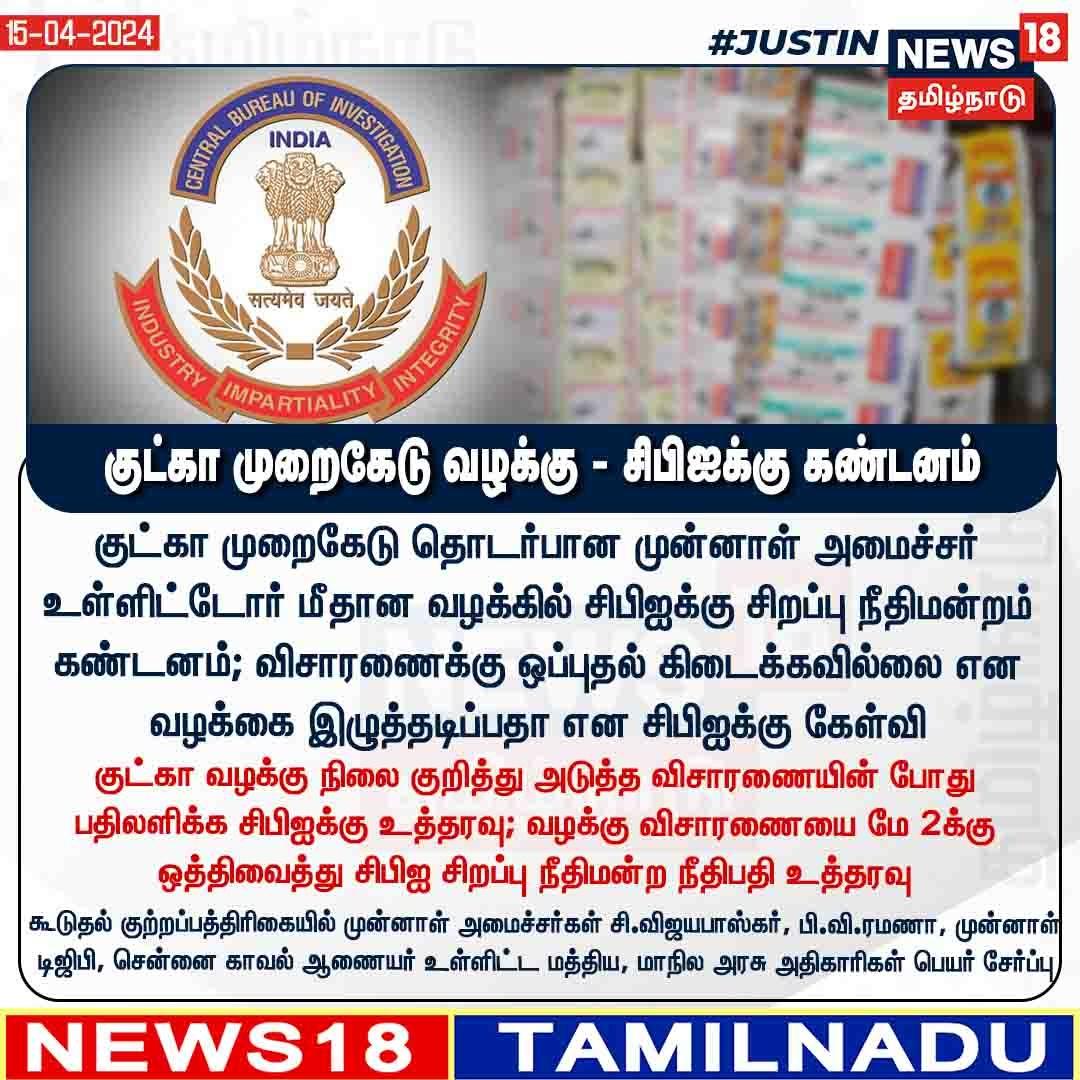 15-04-2024
#JUSTIN
NEWS 18
தமிழ்நாடு
CENTRAL BUREAU OF INVESTIGATION
INDIA
सत्यमेव जयते
INDUSTRY IMPARTIALITY INTEGRITY
குட்கா முறைகேடு வழக்கு - சிபிஐக்கு கண்டனம்
குட்கா முறைகேடு தொடர்பான முன்னாள் அமைச்சர்
உள்ளிட்டோர் மீதான வழக்கில் சிபிஐக்கு சிறப்பு நீதிமன்றம்
கண்டனம்; விசாரணைக்கு ஒப்புதல் கிடைக்கவில்லை என
வழக்கை இழுத்தடிப்பதா என சிபிஐக்கு கேள்வி
குட்கா வழக்கு நிலை குறித்து அடுத்த விசாரணையின் போது
பதிலளிக்க சிபிஐக்கு உத்தரவு; வழக்கு விசாரணையை மே 2க்கு
ஒத்திவைத்து சிபிஐ சிறப்பு நீதிமன்ற நீதிபதி உத்தரவு
கூடுதல் குற்றப்பத்திரிகையில் முன்னாள் அமைச்சர்கள் சி.விஜயபாஸ்கர், பி.வி.ரமணா, முன்னாள்
டிஜிபி, சென்னை காவல் ஆணையர் உள்ளிட்ட மத்திய, மாநில அரசு அதிகாரிகள் பெயர் சேர்ப்பு
NEWS18 TAMILNADU